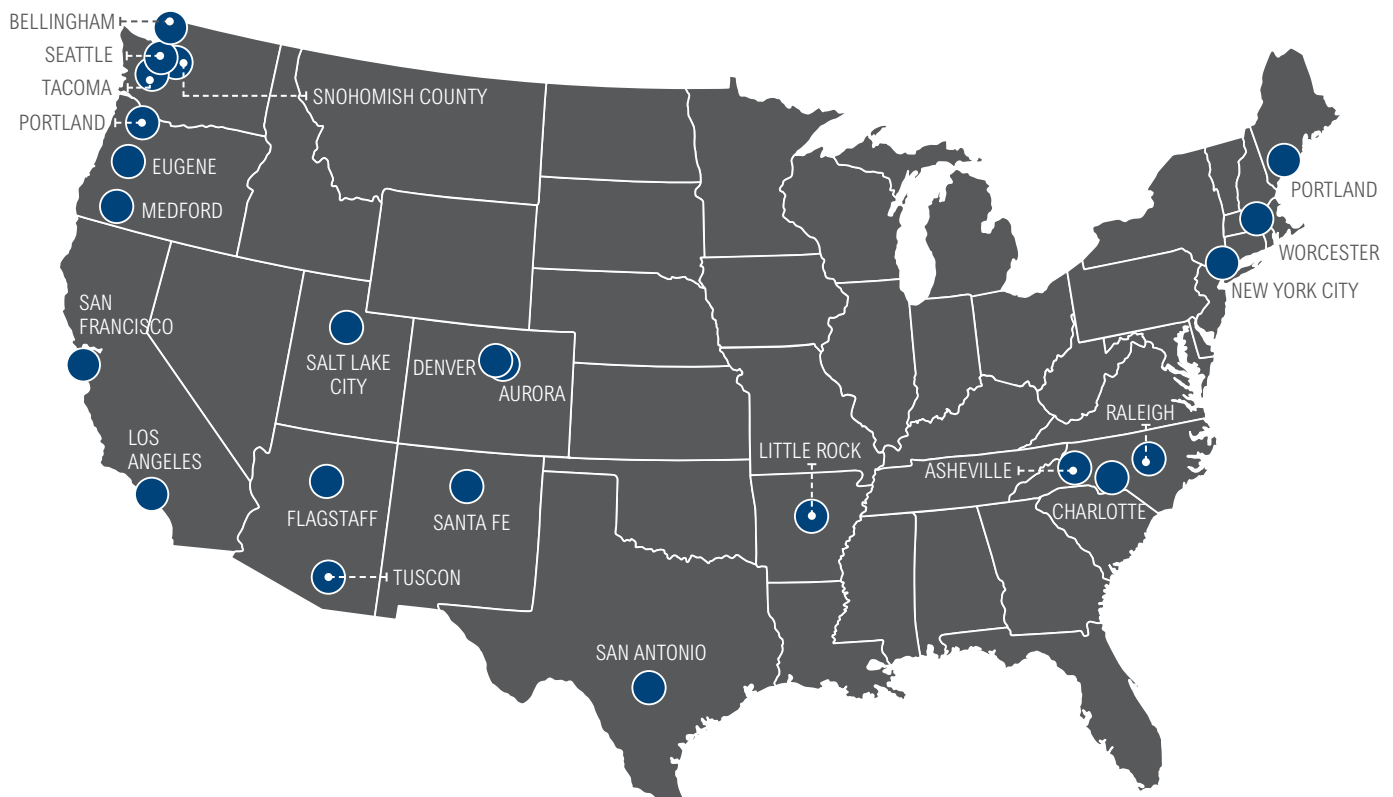 BELLINGHAM
SEATTLE
TACOMA
SNOHOMISH COUNTY
PORTLAND
EUGENE
MEDFORD
PORTLAND
WORCESTER
NEW YORK CITY
SAN
FRANCISCO
SALT LAKE
CITY
DENVER
AURORA
LOS
ANGELES
FLAGSTAFF
SANTA FE
TUSCON
LITTLE ROCK
RALEIGH
ASHEVILLE
CHARLOTTE
SAN ANTONIO